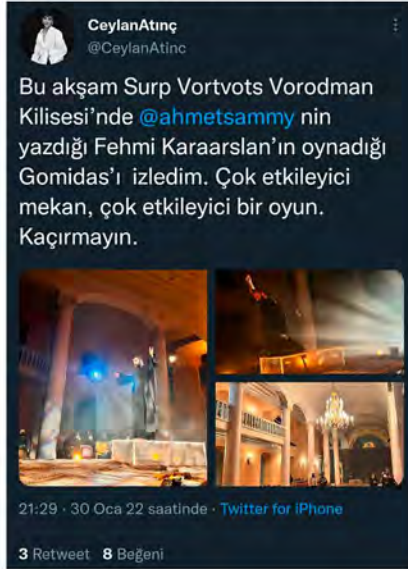 CeylanAtınç
@CeylanAtinc
Bu akşam Surp Vortvots Vorodman
Kilisesi'nde @ahmetsammy nin
yazdığı Fehmi Karaarslan'ın oynadığı
Gomidas'ı izledim. Çok etkileyici
mekan, çok etkileyici bir oyun.
Kaçırmayın.
21:29 · 30 Oca 22 saatinde · Twitter for iPhone
3 Retweet 8 Beğeni